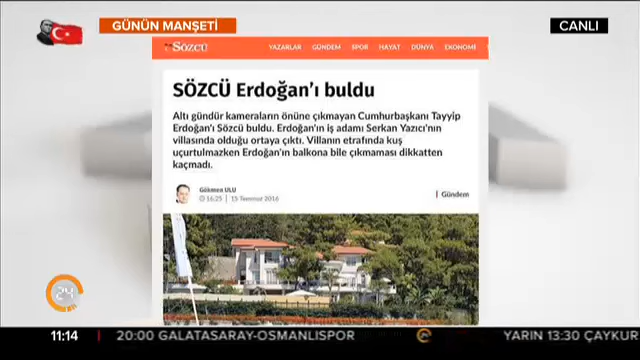 GÜNÜN MANŞETİ
CANLI
SÖZCÜ
YAZARLAR GÜNDEM SPOR HAYAT DÜNYA EKONOMİ
SÖZCÜ Erdoğan'ı buldu
Altı gündür kameraların önüne çıkmayan Cumhurbaşkanı Tayyip
Erdoğan'ı Sözcü buldu. Erdoğan'ın iş adamı Serkan Yazıcı'nın
villasında olduğu ortaya çıktı. Villanın etrafında kuş
uçurtulmazken Erdoğan'ın balkona bile çıkmaması dikkatten
kaçmadı.
Gökmen ULU
16:25 | 15 Temmuz 2016
Gündem
24
11:14 20:00 GALATASARAY-OSMANLISPOR YARIN 13:30 ÇAYKUR